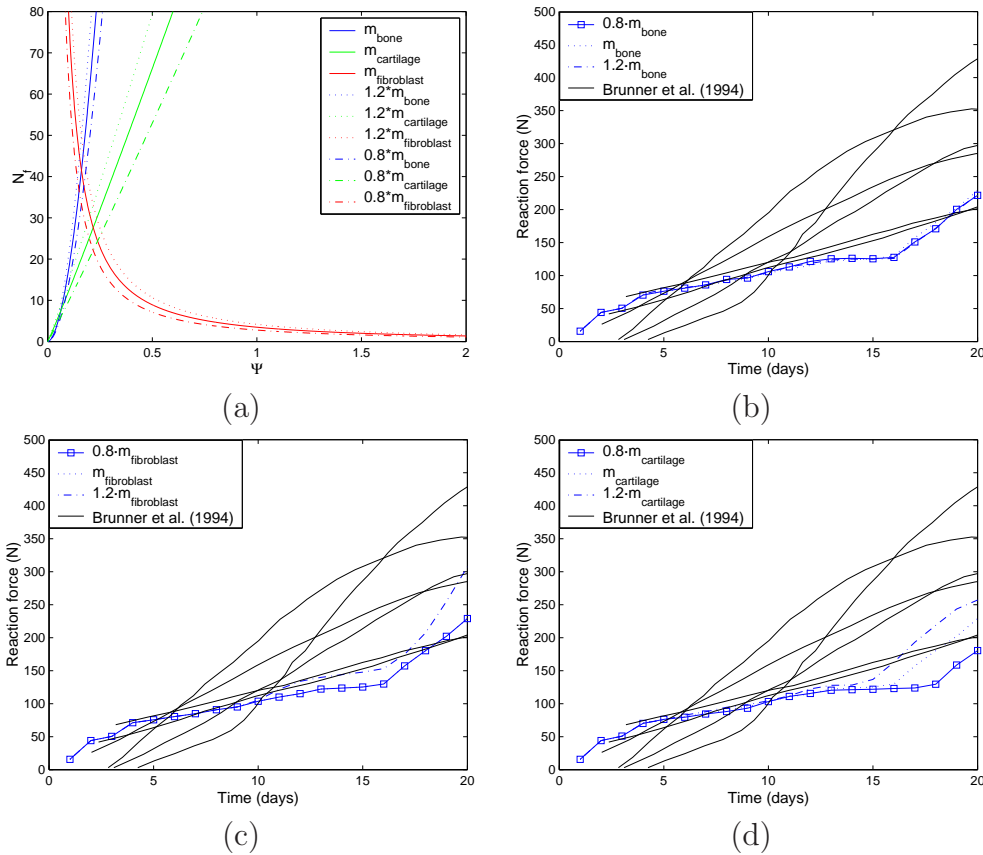 80
70
60
50
40
30
20
10
0
N_f
m_bone
m_cartilage
m_fibroblast
1.2*m_bone
1.2*m_cartilage
1.2*m_fibroblast
0.8*m_bone
0.8*m_cartilage
0.8*m_fibroblast
0 0.5 1 1.5 2
Ψ
(a)
500
450
400
350
300
250
200
150
100
50
0
Reaction force (N)
0.8·m_bone
m_bone
1.2·m_bone
Brunner et al. (1994)
0 5 10 15 20
Time (days)
(b)
500
450
400
350
300
250
200
150
100
50
0
Reaction force (N)
0.8·m_fibroblast
m_fibroblast
1.2·m_fibroblast
Brunner et al. (1994)
0 5 10 15 20
Time (days)
(c)
500
450
400
350
300
250
200
150
100
50
0
Reaction force (N)
0.8·m_cartilage
m_cartilage
1.2·m_cartilage
Brunner et al. (1994)
0 5 10 15 20
Time (days)
(d)